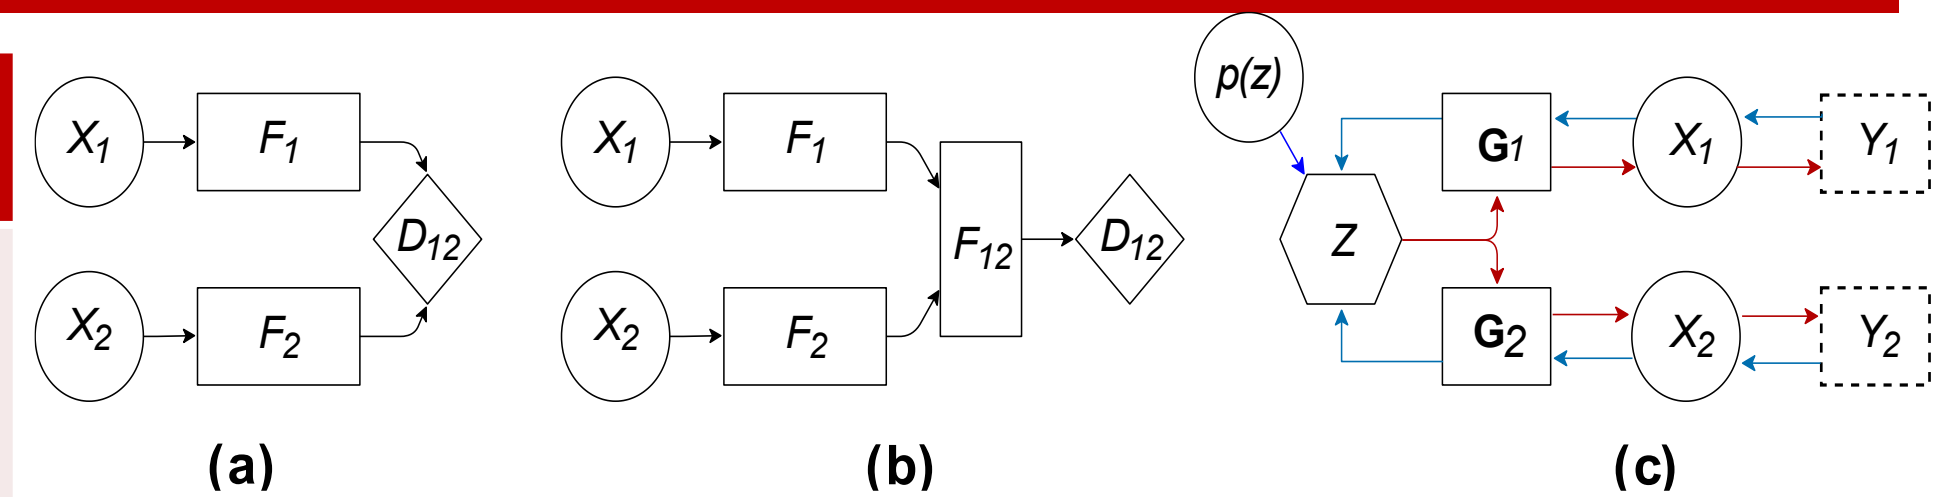 X1 F1
D12
X2 F2
(a)
X1 F1
F12 D12
X2 F2
(b)
p(z)
G1 X1 Y1
Z
G2 X2 Y2
(c)